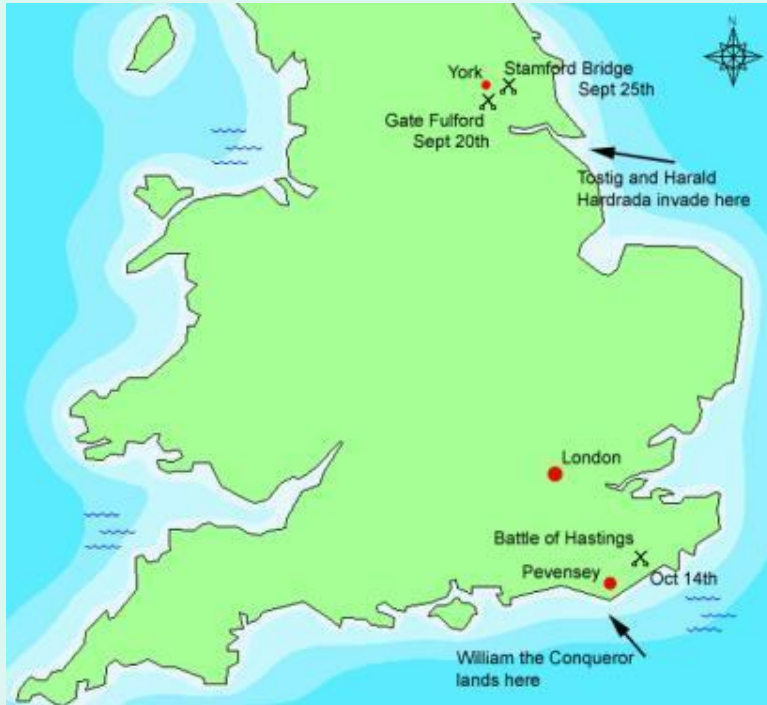 N
York
Stamford Bridge
Sept 25th
Gate Fulford
Sept 20th
Tostig and Harald
Hardrada invade here
London
Battle of Hastings
Pevensey
Oct 14th
William the Conqueror
lands here